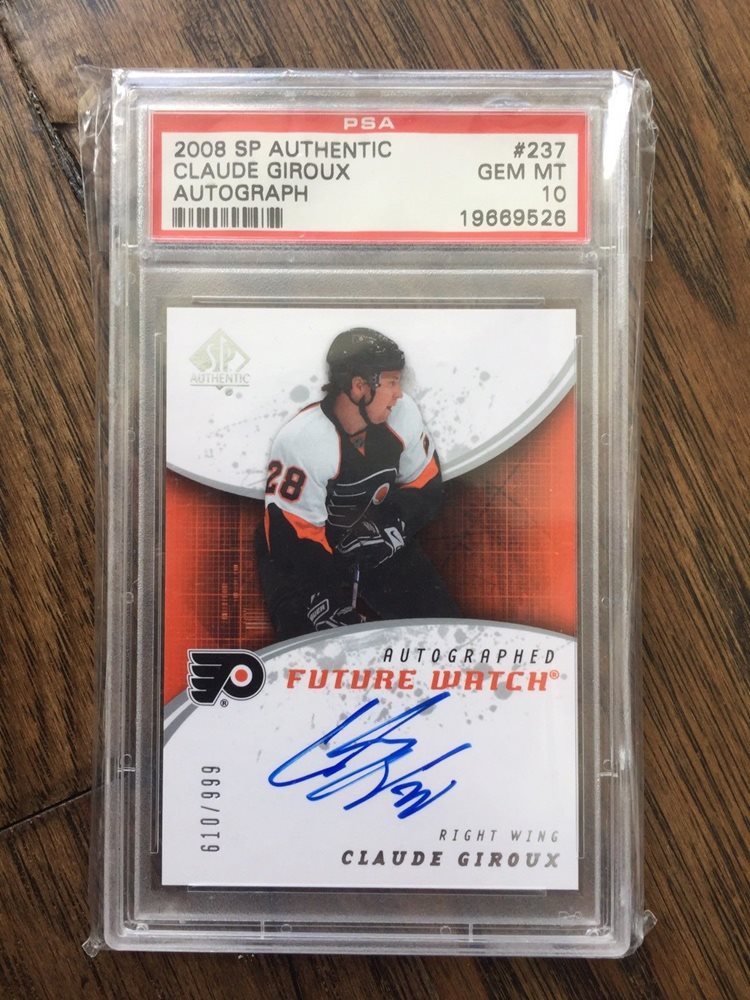 PSA
2008 SP AUTHENTIC #237
CLAUDE GIROUX GEM MT
AUTOGRAPH 10
19669526
SP
AUTHENTIC
28
AUTOGRAPHED
FUTURE WATCH®
®
610/999
RIGHT WING
CLAUDE GIROUX